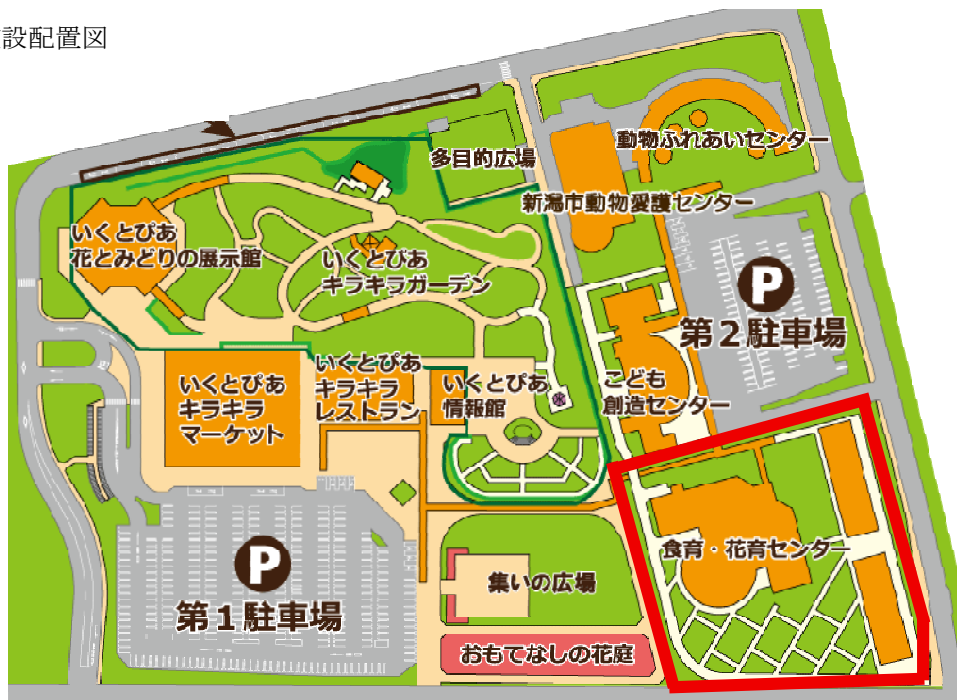 設配置図
多目的広場
動物ふれあいセンター
新潟市動物愛護センター
いくとぴあ
花とみどりの展示館
いくとぴあ
キラキラガーデン
P
第2駐車場
いくとぴあ
キラキラ
マーケット
いくとぴあ
キラキラ
レストラン
いくとぴあ
情報館
こども
創造センター
P
第1駐車場
食育・花育センター
集いの広場
おもてなしの花庭